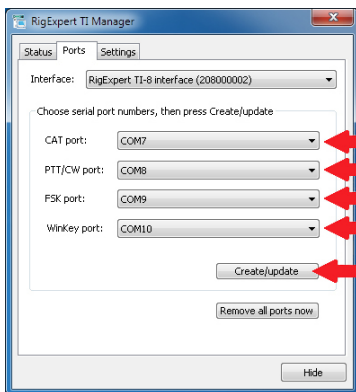 RigExpert TI Manager
Status Ports Settings
Interface: RigExpert TI-8 interface (208000002)
Choose serial port numbers, then press Create/update
CAT port: COM7
PTT/CW port: COM8
FSK port: COM9
WinKey port: COM10
Create/update
Remove all ports now
Hide